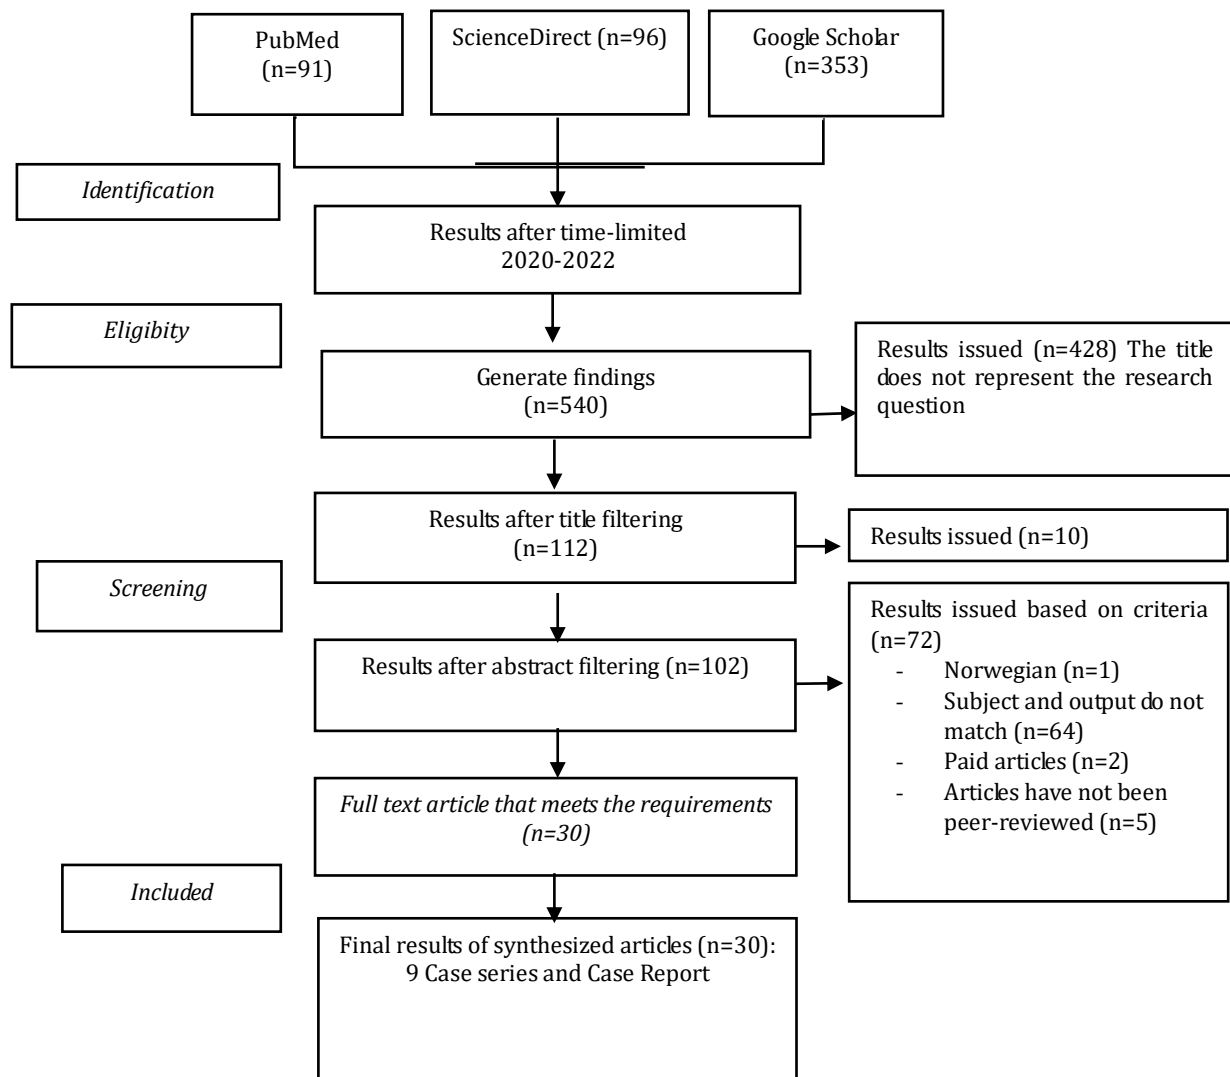 PubMed
(n=91)
ScienceDirect (n=96)
Google Scholar
(n=353)
Identification
Results after time-limited
2020-2022
Eligibity
Generate findings
(n=540)
Results issued (n=428) The title
does not represent the research
question
Results after title filtering
(n=112)
Results issued (n=10)
Screening
Results after abstract filtering (n=102)
Results issued based on criteria
(n=72)
- Norwegian (n=1)
- Subject and output do not
match (n=64)
- Paid articles (n=2)
- Articles have not been
peer-reviewed (n=5)
Full text article that meets the requirements
(n=30)
Included
Final results of synthesized articles (n=30):
9 Case series and Case Report